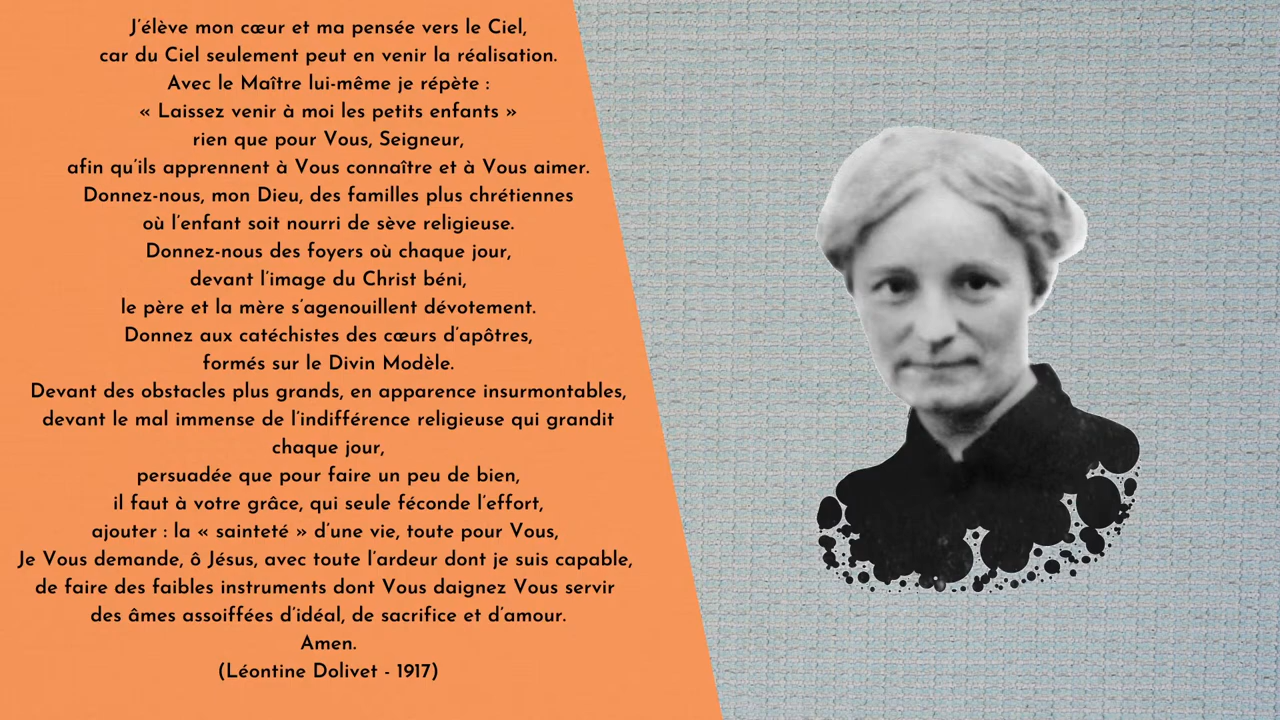 J'élève mon cœur et ma pensée vers le Ciel,
car du Ciel seulement peut en venir la réalisation.
Avec le Maître lui-même je répète :
« Laissez venir à moi les petits enfants »
rien que pour Vous, Seigneur,
afin qu'ils apprennent à Vous connaître et à Vous aimer.
Donnez-nous, mon Dieu, des familles plus chrétiennes
où l'enfant soit nourri de sève religieuse.
Donnez-nous des foyers où chaque jour,
devant l'image du Christ béni,
le père et la mère s'agenouillent dévotement.
Donnez aux catéchistes des cœurs d'apôtres,
formés sur le Divin Modèle.
Devant des obstacles plus grands, en apparence insurmontables,
devant le mal immense de l'indifférence religieuse qui grandit
chaque jour,
persuadée que pour faire un peu de bien,
il faut à votre grâce, qui seule féconde l'effort,
ajouter : la « sainteté » d'une vie, toute pour Vous,
Je Vous demande, ô Jésus, avec toute l'ardeur dont je suis capable,
de faire des faibles instruments dont Vous daignez Vous servir
des âmes assoiffées d'idéal, de sacrifice et d'amour.
Amen.
(Léontine Dolivet - 1917)